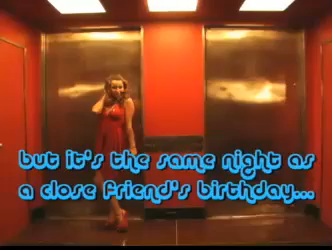 but it's the same night as
a close friend's birthday...